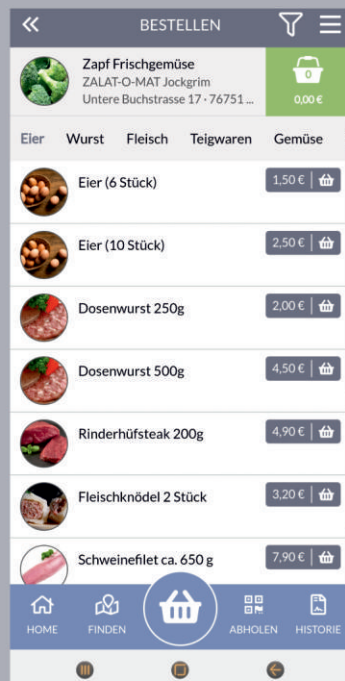 BESTELLEN
Zapf Frischgemüse
ZALAT-O-MAT Jockgrim
Untere Buchstrasse 17 · 76751 ...
0
0,00 €
Eier Wurst Fleisch Teigwaren Gemüse
Eier (6 Stück) 1,50 €
Eier (10 Stück) 2,50 €
Dosenwurst 250g 2,00 €
Dosenwurst 500g 4,50 €
Rinderhüfsteak 200g 4,90 €
Fleischknödel 2 Stück 3,20 €
Schweinefilet ca. 650 g 7,90 €
HOME FINDEN ABHOLEN HISTORIE